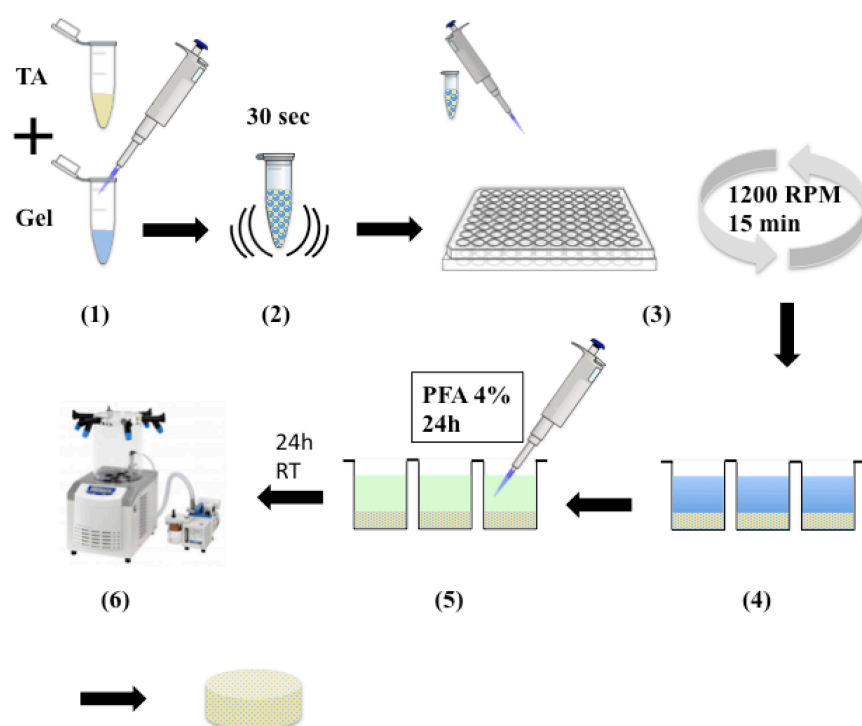 TA
+
Gel
30 sec
1200 RPM
15 min
(1)
(2)
(3)
PFA 4%
24h
24h
RT
(6)
(5)
(4)